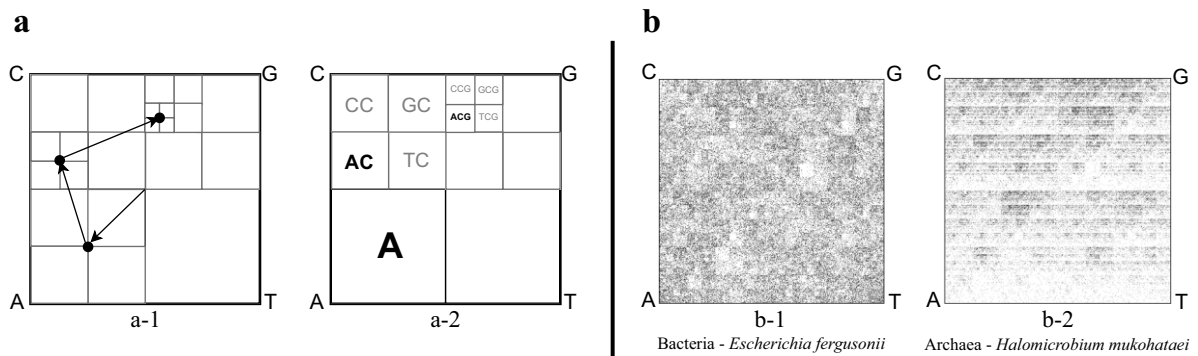 a
C G
A T
a-1
C G
CC GC CCG GCG
ACG TCG
AC TC
A
A T
a-2
b
C G
A T
b-1
Bacteria - Escherichia fergusonii
C G
A T
b-2
Archaea - Halomicrobium mukohataei